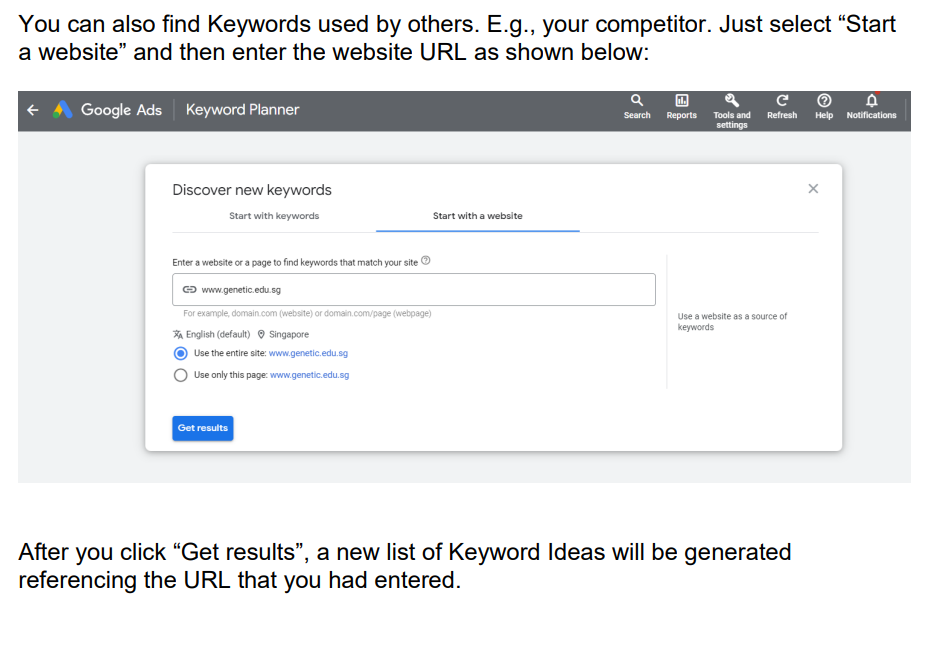 You can also find Keywords used by others. E.g., your competitor. Just select “Start
a website” and then enter the website URL as shown below:
Google Ads Keyword Planner
Search Reports Tools and settings Refresh Help Notifications
Discover new keywords
Start with keywords Start with a website
Enter a website or a page to find keywords that match your site
www.genetic.edu.sg
For example, domain.com (website) or domain.com/page (webpage)
Use a website as a source of
keywords
English (default) Singapore
Use the entire site: www.genetic.edu.sg
Use only this page: www.genetic.edu.sg
Get results
After you click “Get results”, a new list of Keyword Ideas will be generated
referencing the URL that you had entered.